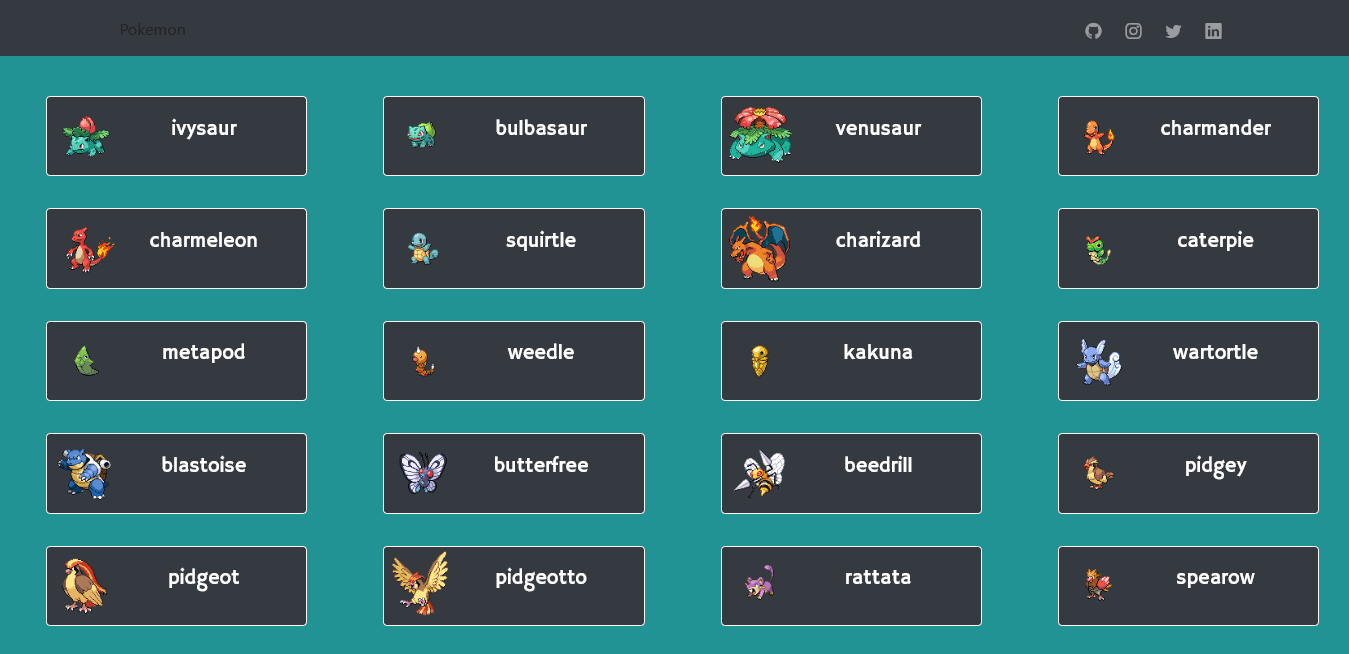 Pokemon
ivysaur
bulbasaur
venusaur
charmander
charmeleon
squirtle
charizard
caterpie
metapod
weedle
kakuna
wartortle
blastoise
butterfree
beedrill
pidgey
pidgeot
pidgeotto
rattata
spearow